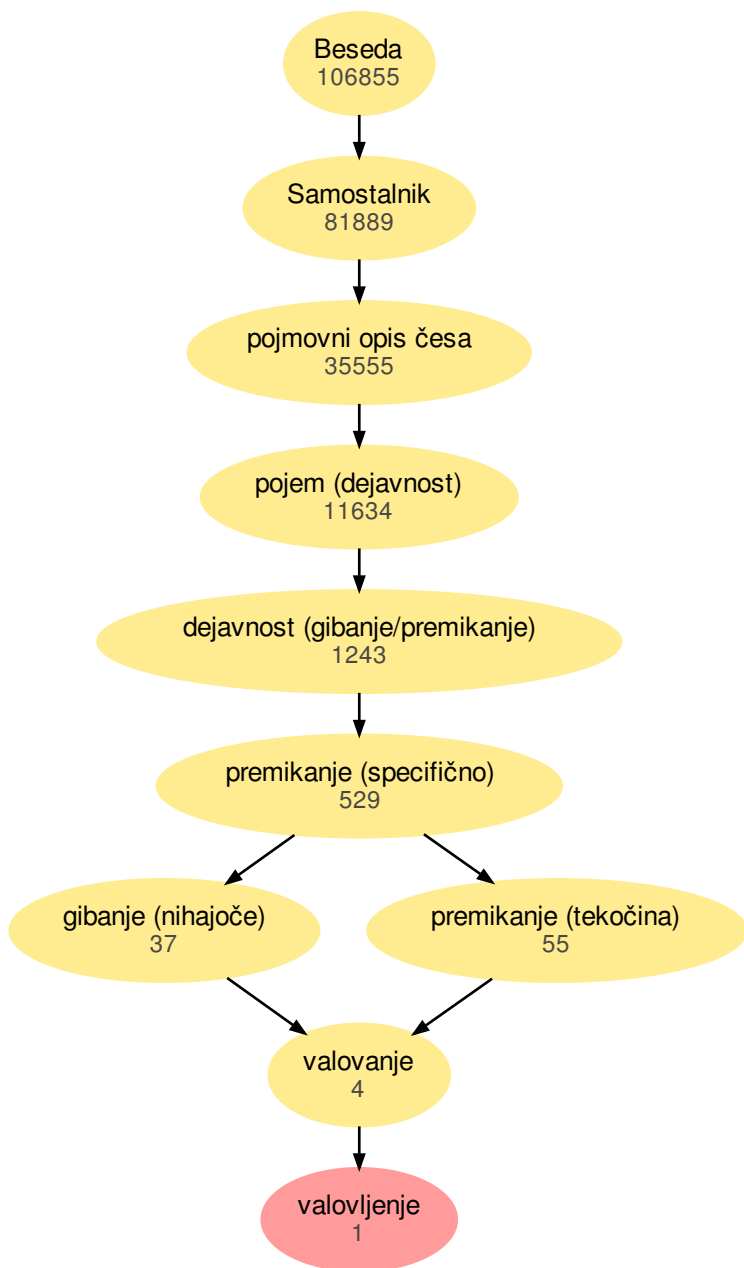 Beseda
106855
Samostalnik
81889
pojmovni opis česa
35555
pojem (dejavnost)
11634
dejavnost (gibanje/premikanje)
1243
premikanje (specifično)
529
gibanje (nihajoče)
37
premikanje (tekočina)
55
valovanje
4
valovljenje
1